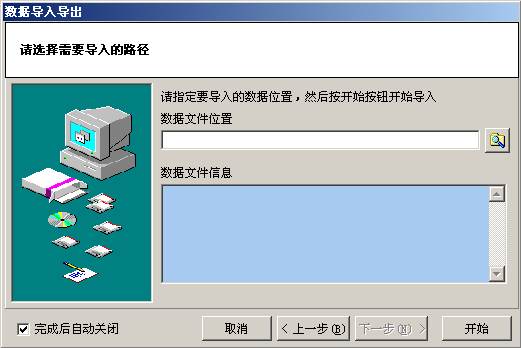 数据导入导出
请选择需要导入的路径
请指定要导入的数据位置，然后按开始按钮开始导入
数据文件位置
数据文件信息
完成后自动关闭
取消
< 上一步(B)
下一步(N) >
开始